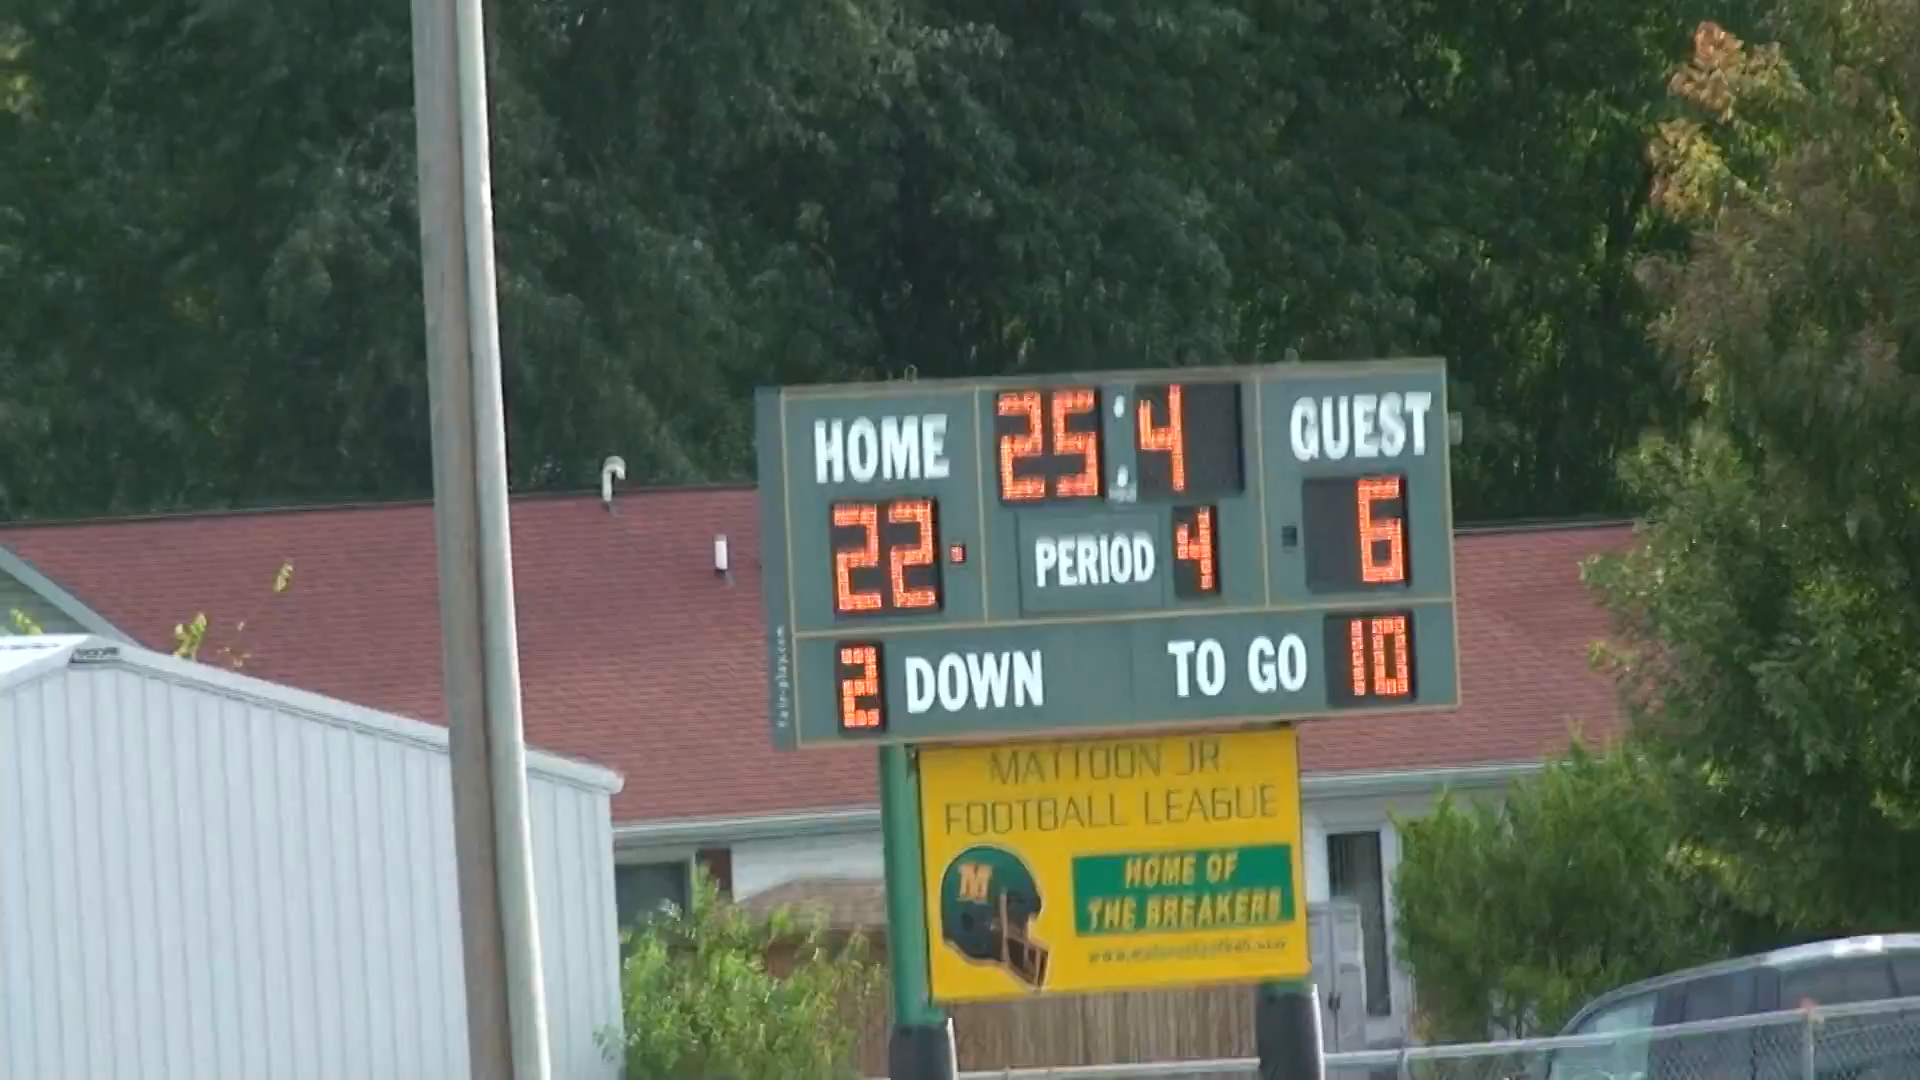 HOME 25:4 GUEST
22 PERIOD 4 6
2 DOWN TO GO 10
MATTOON JR.
FOOTBALL LEAGUE
M
HOME OF
THE BREAKERS